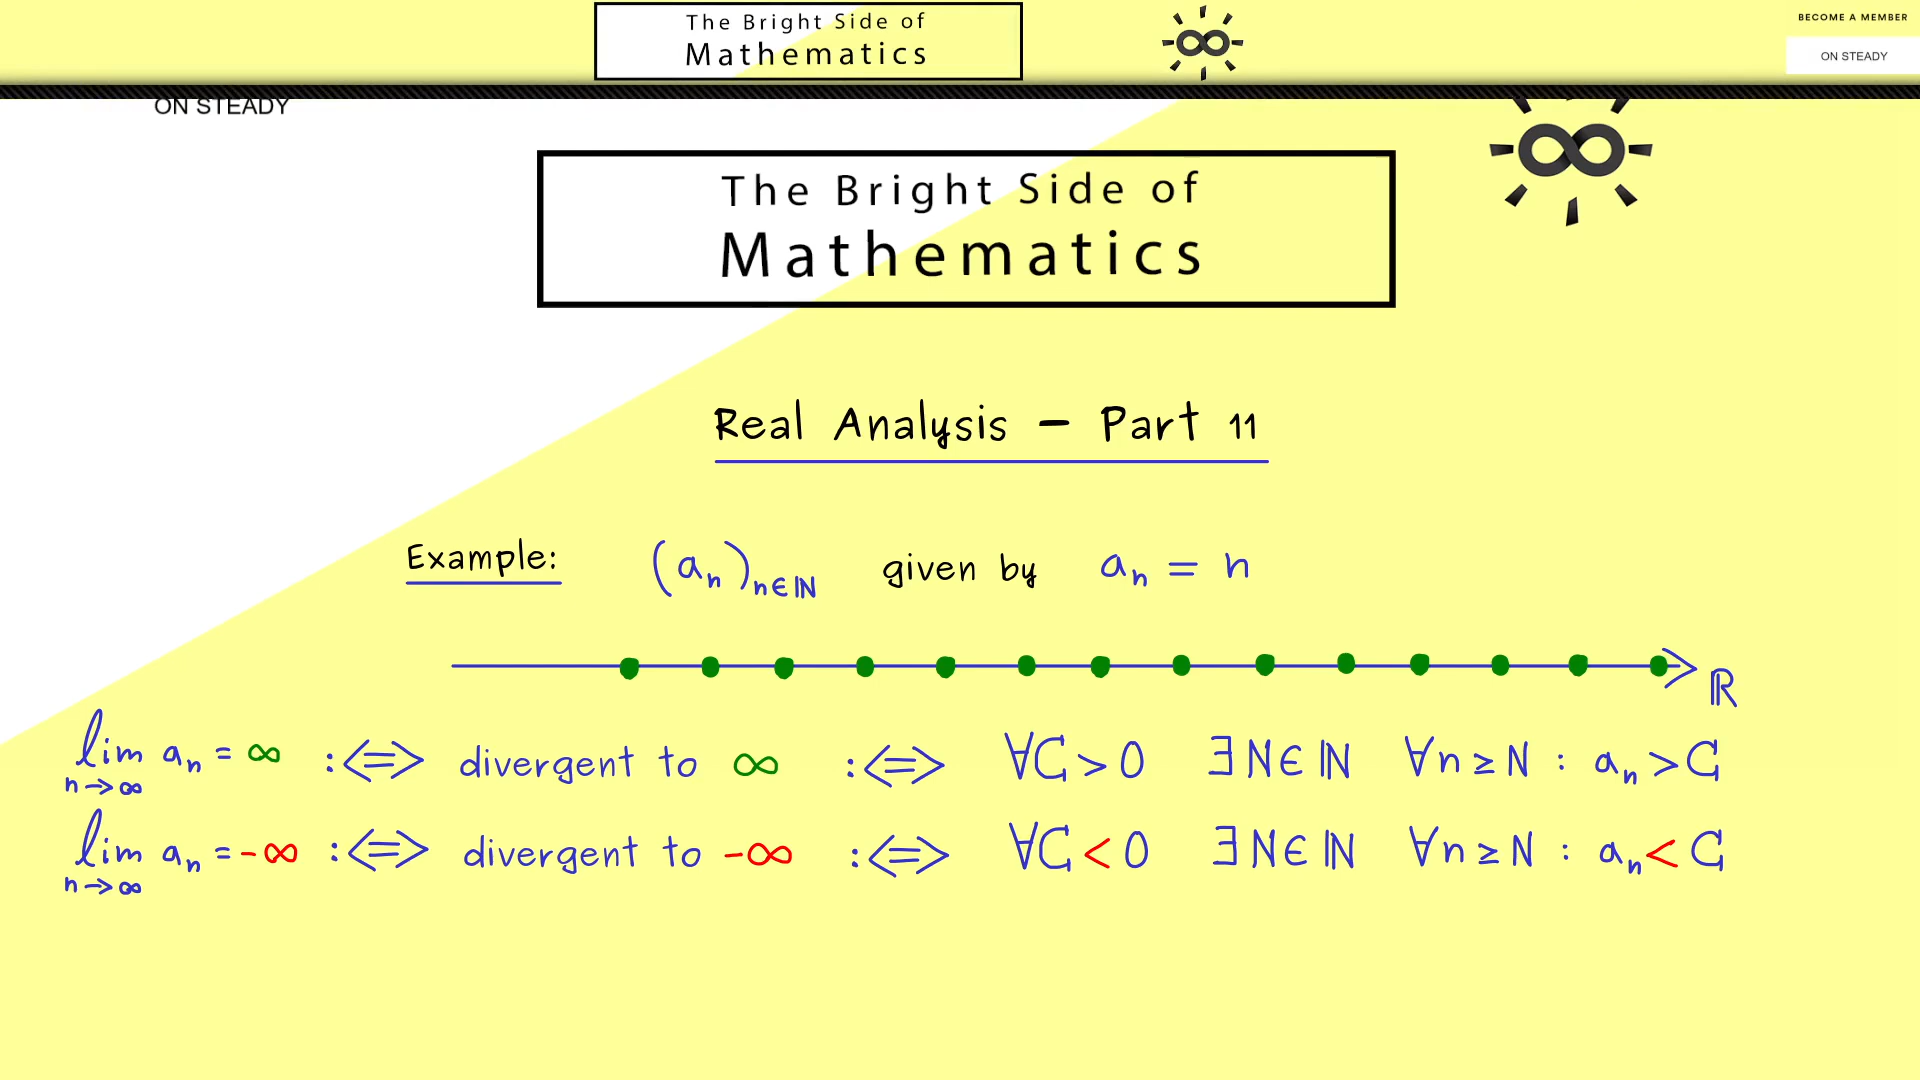 The Bright Side of
Mathematics
BECOME A MEMBER
ON STEADY
ON STEADY
The Bright Side of
Mathematics
Real Analysis - Part 11
Example: (aₙ)ₙ∈ℕ given by aₙ = n
ℝ
lim aₙ = ∞ :⟺ divergent to ∞ :⟺ ∀C > 0 ∃N∈ℕ ∀n ≥ N : aₙ > C
n→∞
lim aₙ = -∞ :⟺ divergent to -∞ :⟺ ∀C < 0 ∃N∈ℕ ∀n ≥ N : aₙ < C
n→∞